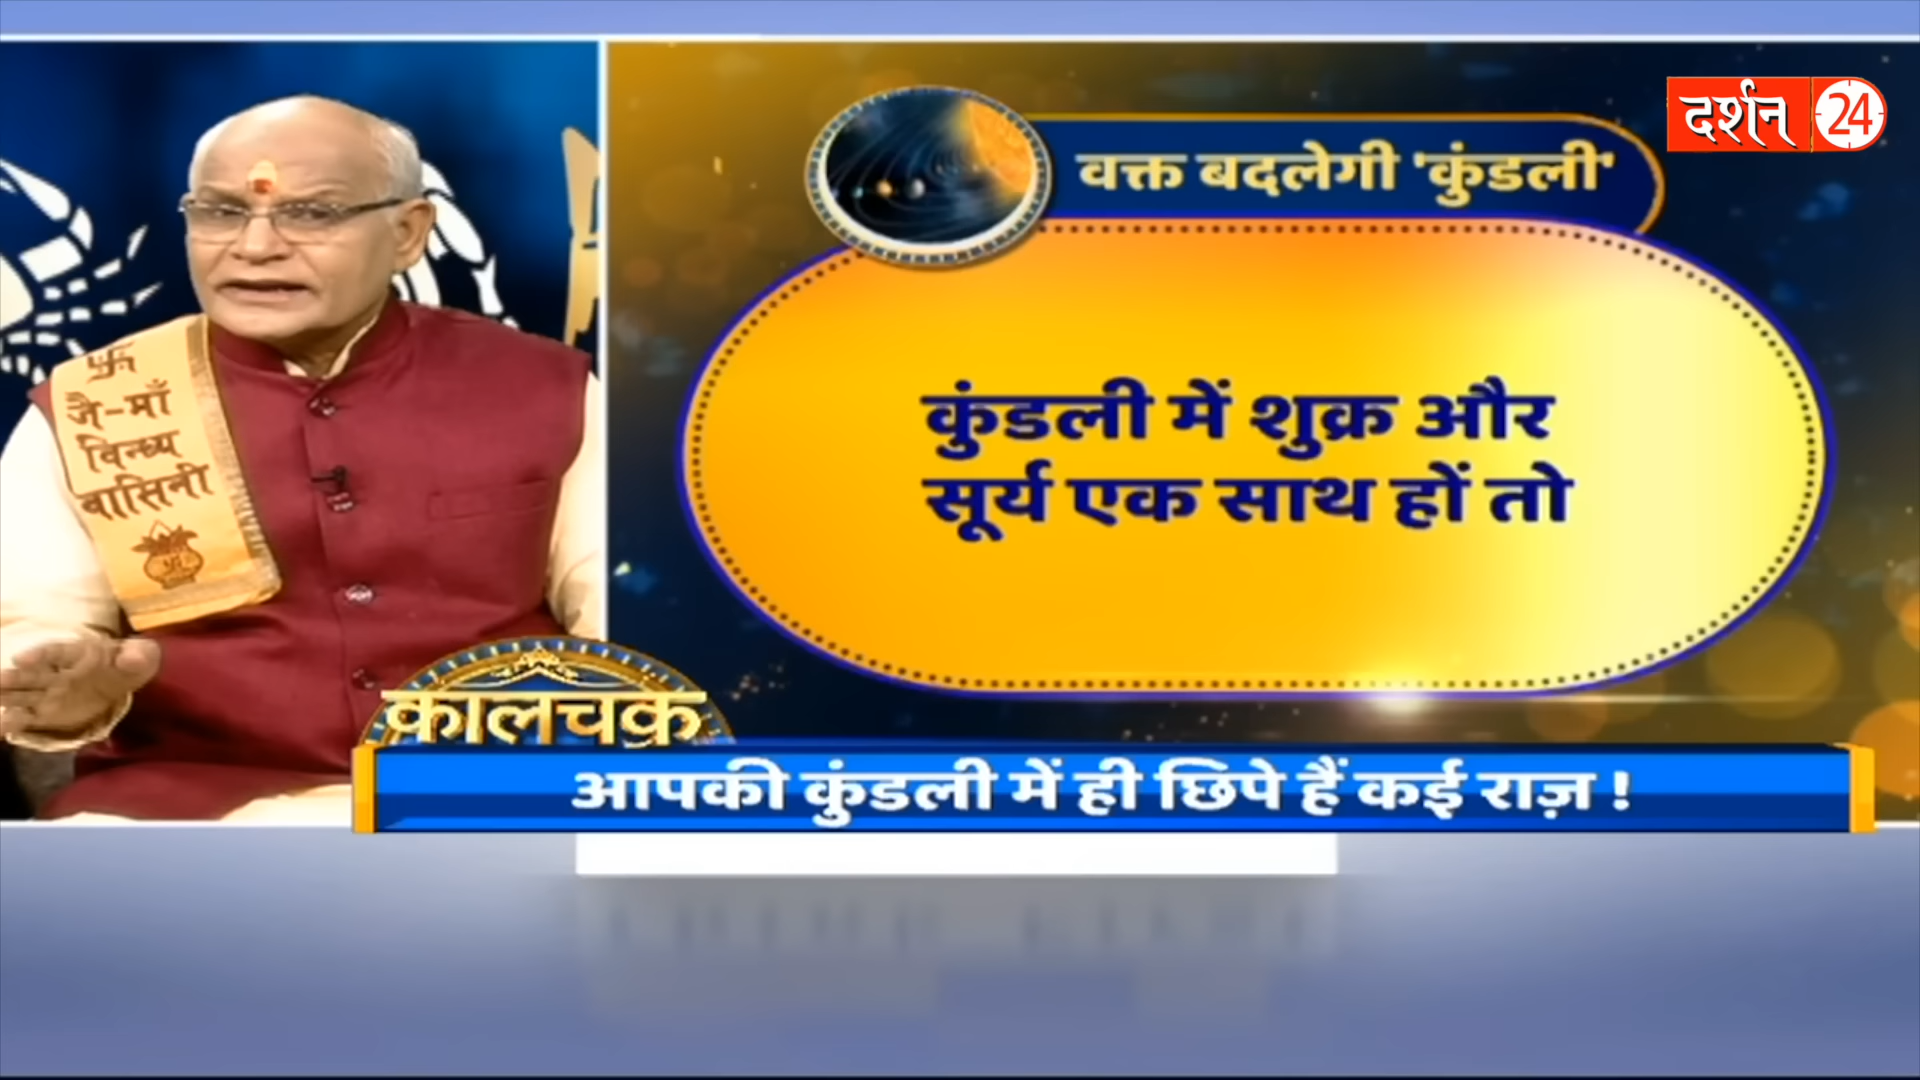 दर्शन 24
वक्त बदलेगी 'कुंडली'
कुंडली में शुक्र और
सूर्य एक साथ हों तो
जै-माँ
विन्ध्य
वासिनी
कालचक्र
आपकी कुंडली में ही छिपे हैं कई राज़ !